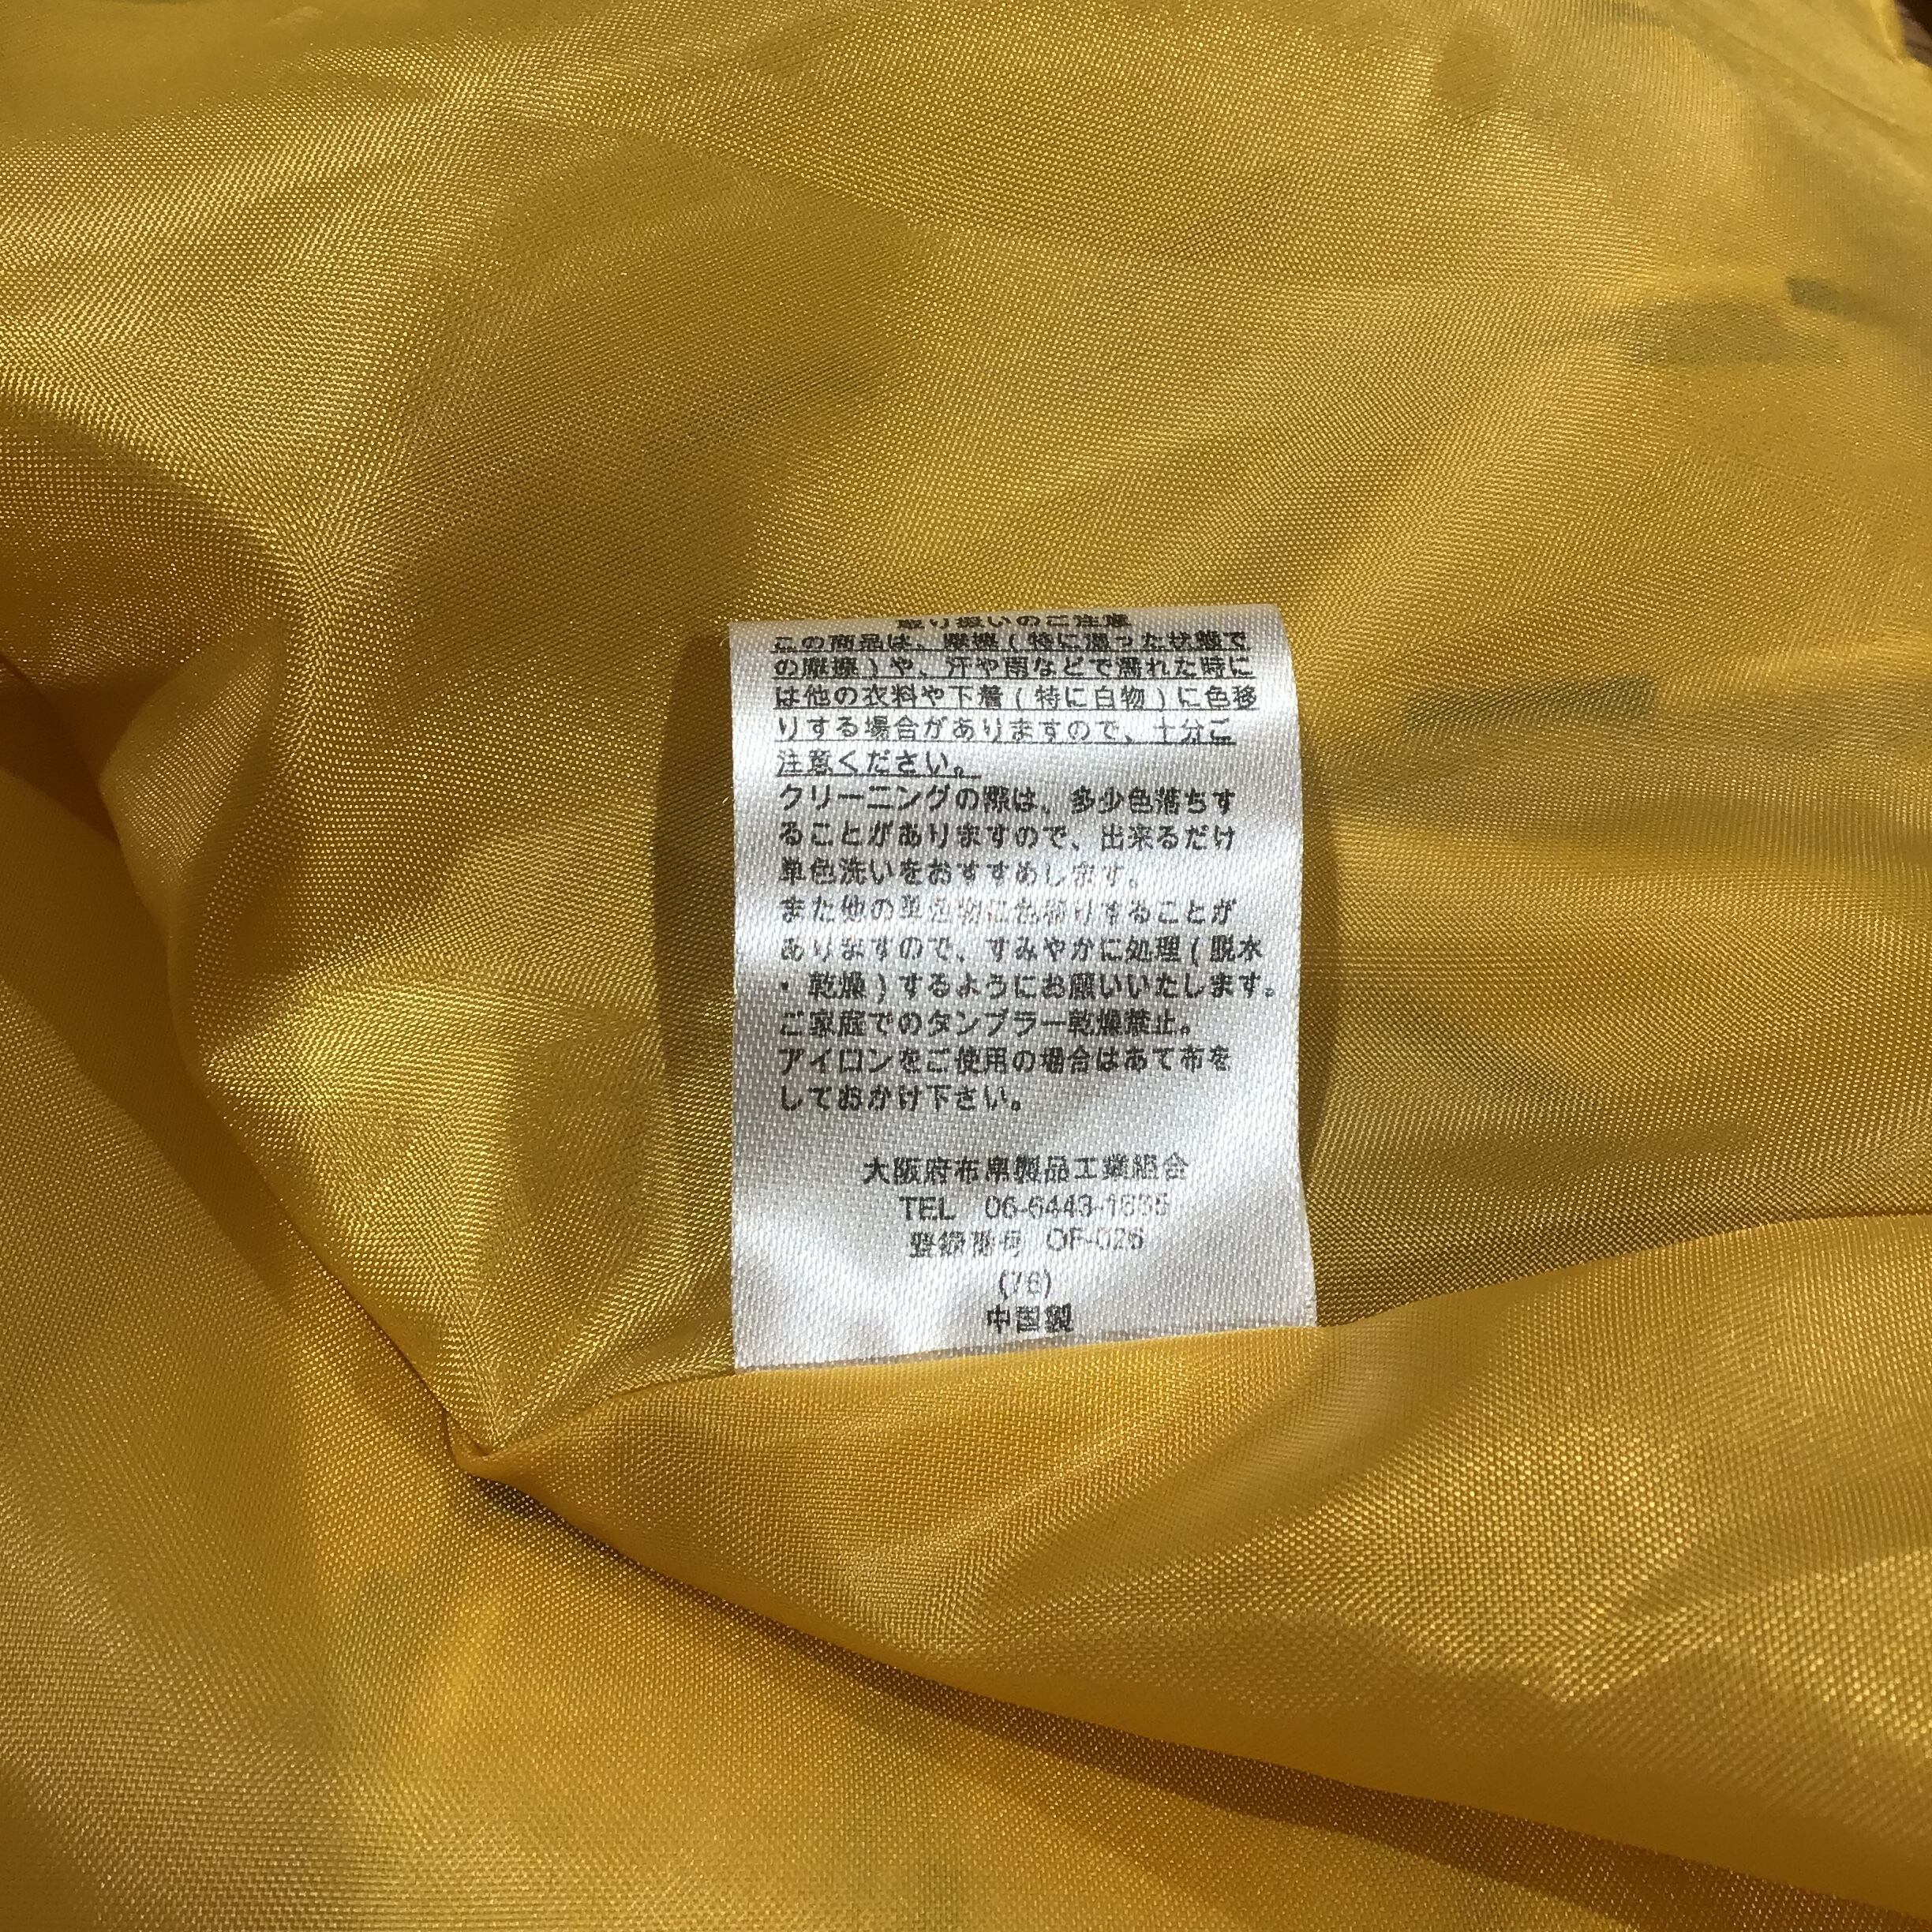 取り扱いのご注意
この商品は、摩擦(特に湿った状態で
の摩擦)や、汗や雨などで濡れた時に
は他の衣料や下着(特に白物)に色移
りする場合がありますので、十分ご
注意ください。
クリーニングの際は、多少色落ちす
ることがありますので、出来るだけ
単色洗いをおすすめします。
また他の単色物に色移りすることが
ありますので、すみやかに処理(脱水
・乾燥)するようにお願いいたします。
ご家庭でのタンブラー乾燥禁止。
アイロンをご使用の場合はあて布を
しておかけ下さい。
大阪府布帛製品工業組合
TEL
登録番号 OF-026
(76)
中国製